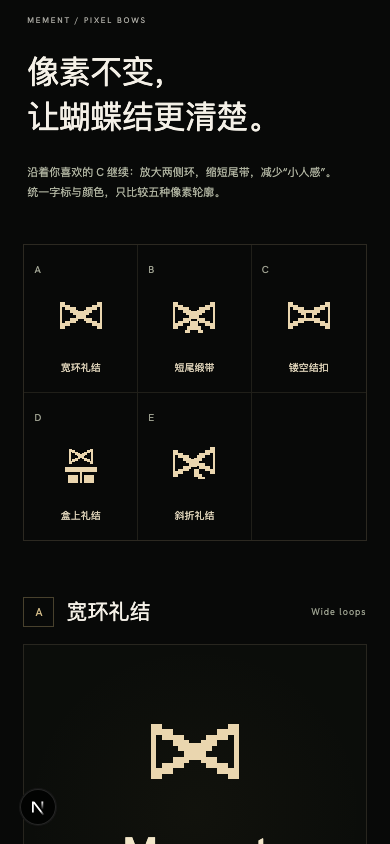 MEMENT / PIXEL BOWS
像素不变，
让蝴蝶结更清楚。
沿着你喜欢的 C 继续：放大两侧环，缩短尾带，减少“小人感”。
统一字标与颜色，只比较五种像素轮廓。
A
B
C
宽环礼结
短尾缎带
镂空结扣
D
E
盒上礼结
斜折礼结
A
宽环礼结
Wide loops
N